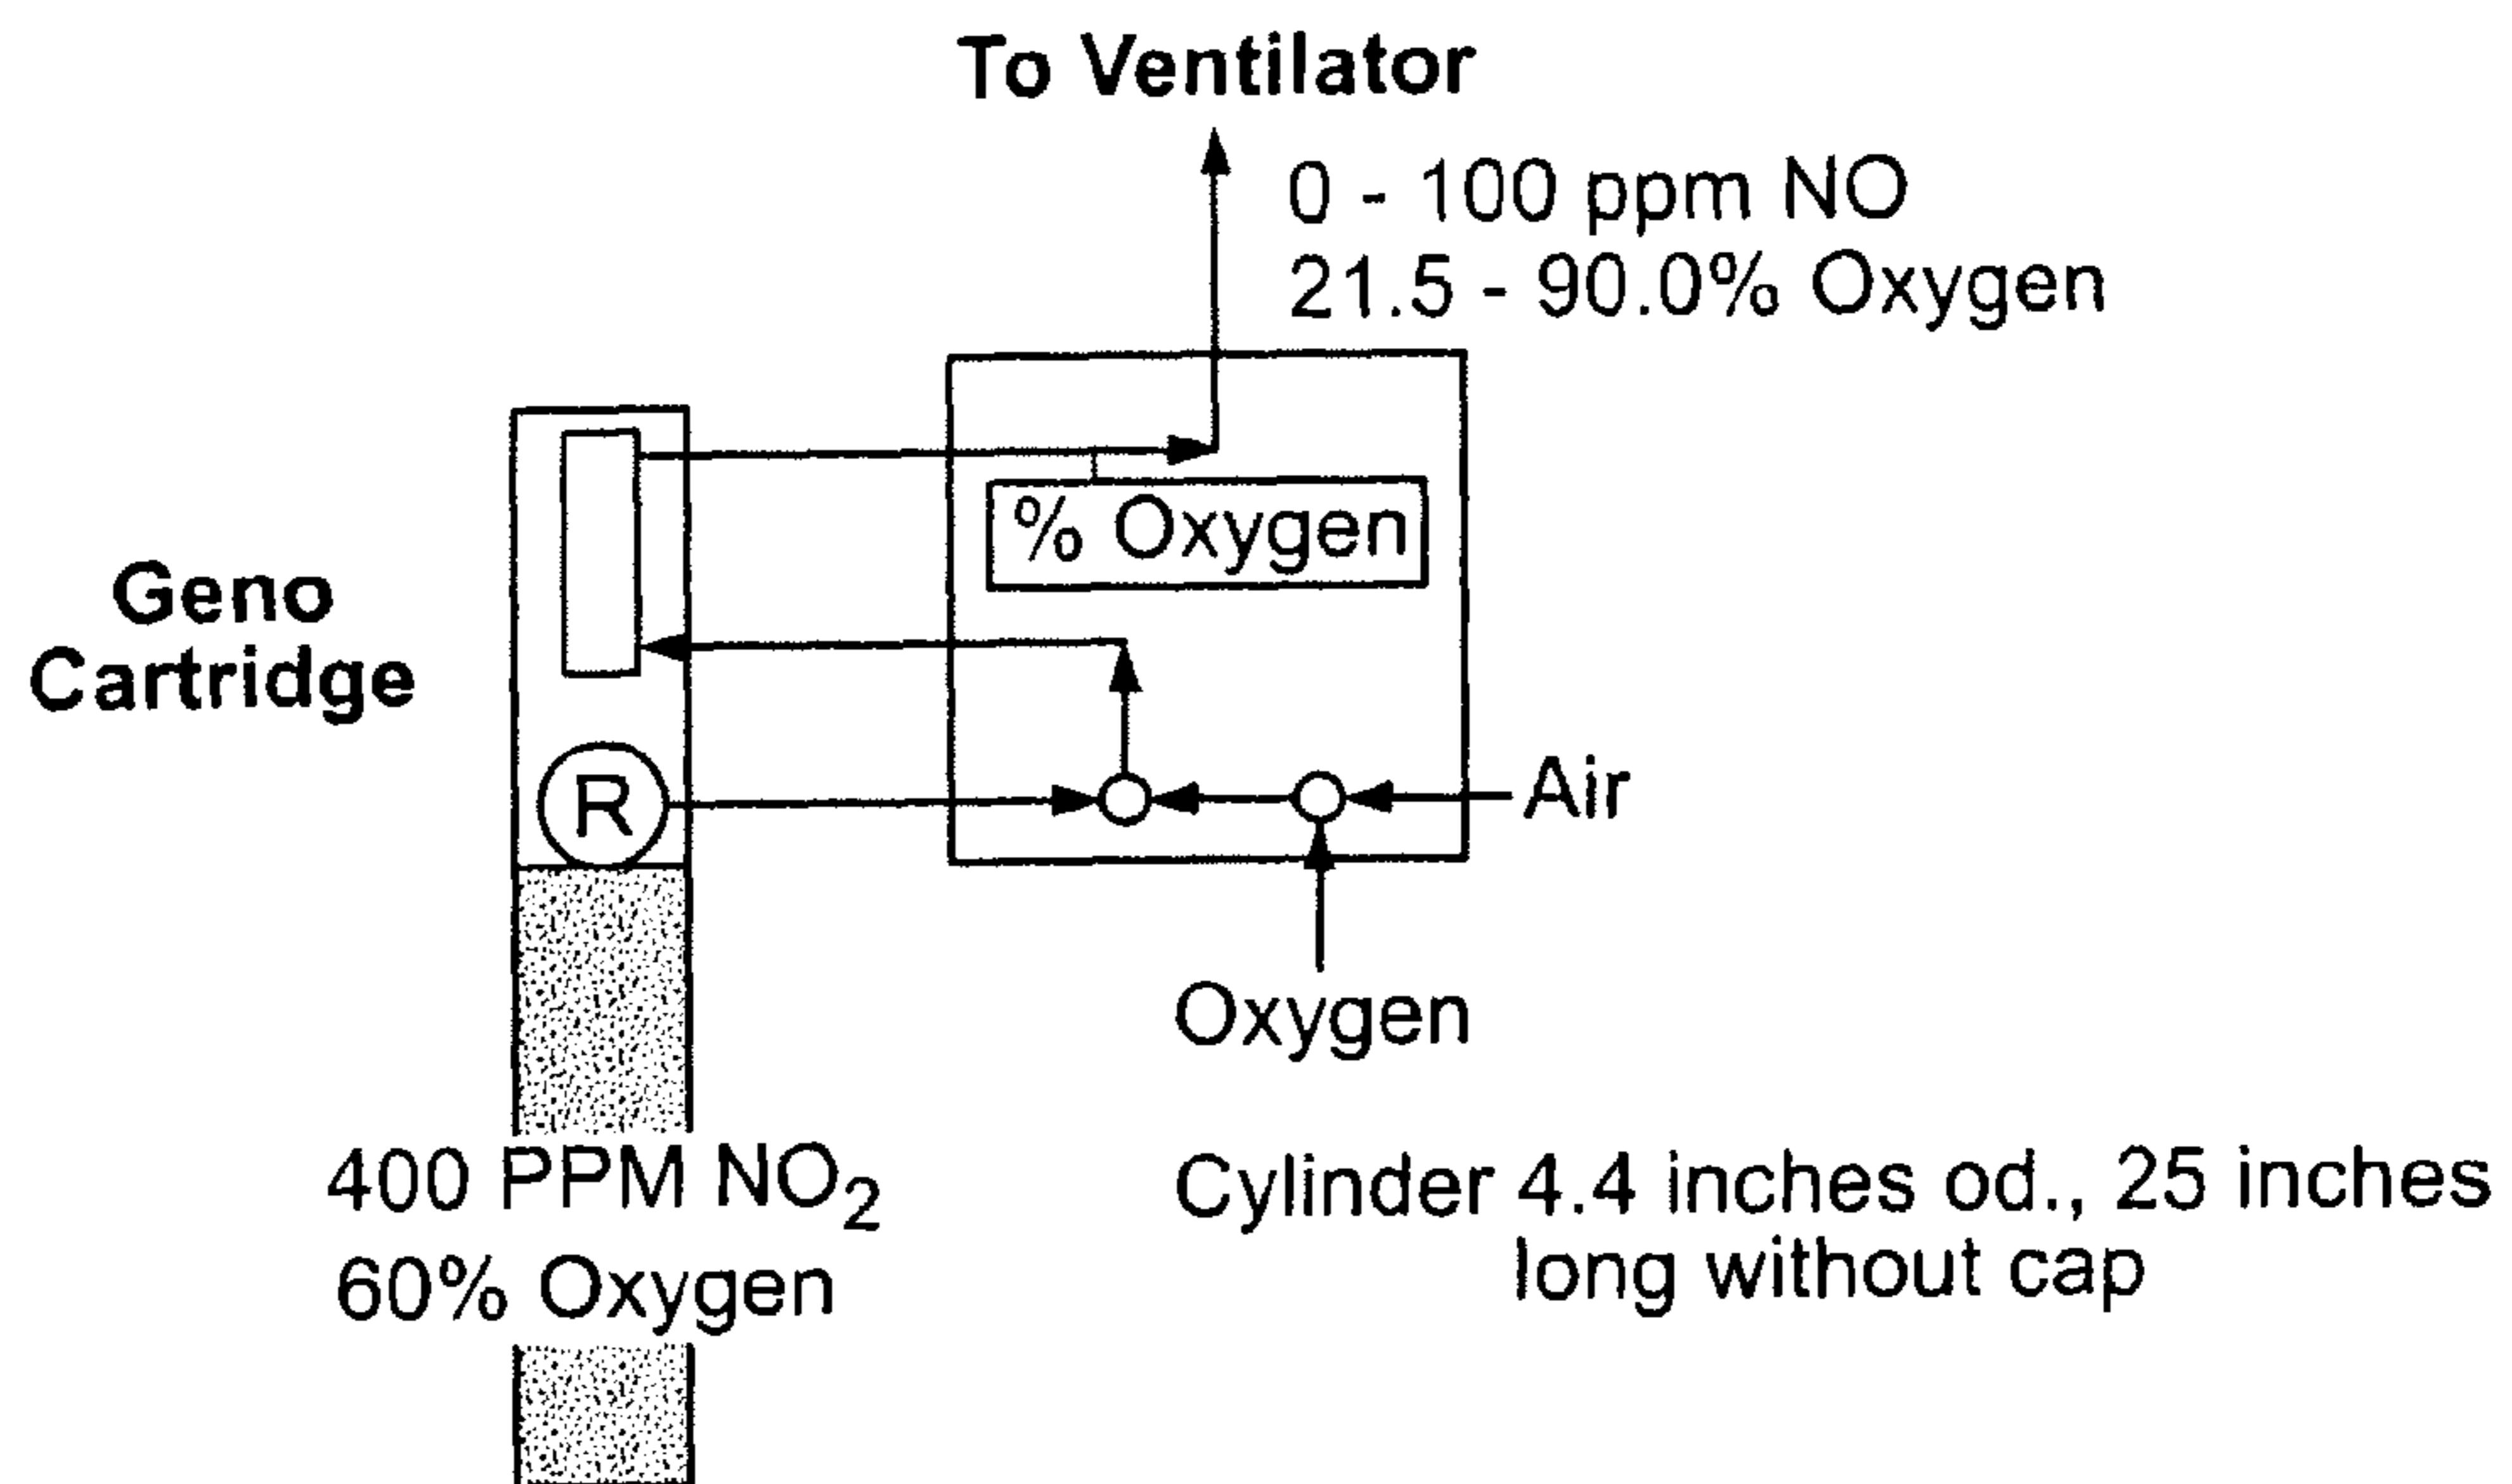 To Ventilator
0 - 100 ppm NO
21.5 - 90.0% Oxygen
% Oxygen
Geno
Cartridge
R
Air
Oxygen
400 PPM NO₂
60% Oxygen
Cylinder 4.4 inches od., 25 inches
long without cap